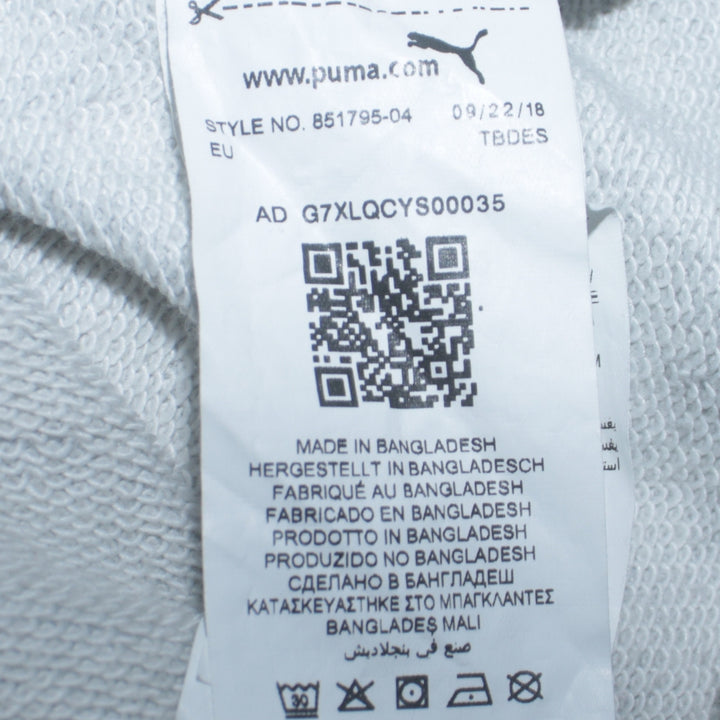 www.puma.com
STYLE NO. 851795-04 09/22/18
EU TBDES
AD G7XLQCYS00035
MADE IN BANGLADESH
HERGESTELLT IN BANGLADESCH
FABRIQUÉ AU BANGLADESH
FABRICADO EN BANGLADESH
PRODOTTO IN BANGLADESH
PRODUZIDO NO BANGLADESH
СДЕЛАНО В БАНГЛАДЕШ
ΚΑΤΑΣΚΕΥΑΣΤΗΚΕ ΣΤΟ ΜΠΑΓΚΛΑΝΤΕΣ
BANGLADEŞ MALI
صنع في بنجلاديش
30